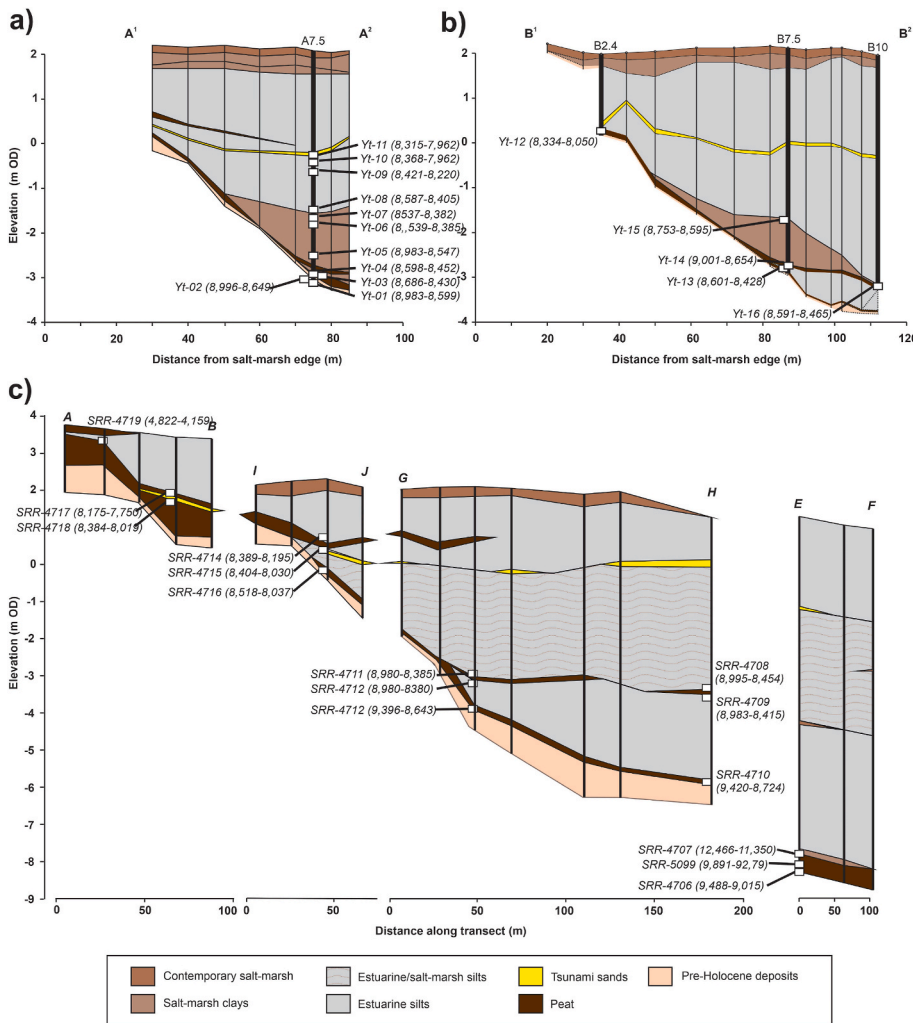 a)
A¹
A7.5
A²
2
1
0
-1
-2
-3
-4
Elevation (m OD)
Yt-11 (8,315-7,962)
Yt-10 (8,368-7,962)
Yt-09 (8,421-8,220)
Yt-08 (8,587-8,405)
Yt-07 (8537-8,382)
Yt-06 (8,,539-8,385)
Yt-05 (8,983-8,547)
Yt-04 (8,598-8,452)
Yt-03 (8,686-8,430)
Yt-02 (8,996-8,649)
Yt-01 (8,983-8,599)
0 20 40 60 80 100
Distance from salt-marsh edge (m)
b)
B¹
B2.4
B7.5
B10
B²
2
1
0
-1
-2
-3
-4
Yt-12 (8,334-8,050)
Yt-15 (8,753-8,595)
Yt-14 (9,001-8,654)
Yt-13 (8,601-8,428)
Yt-16 (8,591-8,465)
0 20 40 60 80 100 120
Distance from salt-marsh edge (m)
c)
4
3
2
1
0
-1
-2
-3
-4
-5
-6
-7
-8
-9
Elevation (m OD)
A
SRR-4719 (4,822-4,159)
B
I
J
G
H
E
F
SRR-4717 (8,175-7,750)
SRR-4718 (8,384-8,019)
SRR-4714 (8,389-8,195)
SRR-4715 (8,404-8,030)
SRR-4716 (8,518-8,037)
SRR-4711 (8,980-8,385)
SRR-4712 (8,980-8380)
SRR-4712 (9,396-8,643)
SRR-4708
(8,995-8,454)
SRR-4709
(8,983-8,415)
SRR-4710
(9,420-8,724)
SRR-4707 (12,466-11,350)
SRR-5099 (9,891-92,79)
SRR-4706 (9,488-9,015)
0 50 100 0 50 0 50 100 150 200 0 50 100
Distance along transect (m)
Contemporary salt-marsh
Estuarine/salt-marsh silts
Tsunami sands
Pre-Holocene deposits
Salt-marsh clays
Estuarine silts
Peat